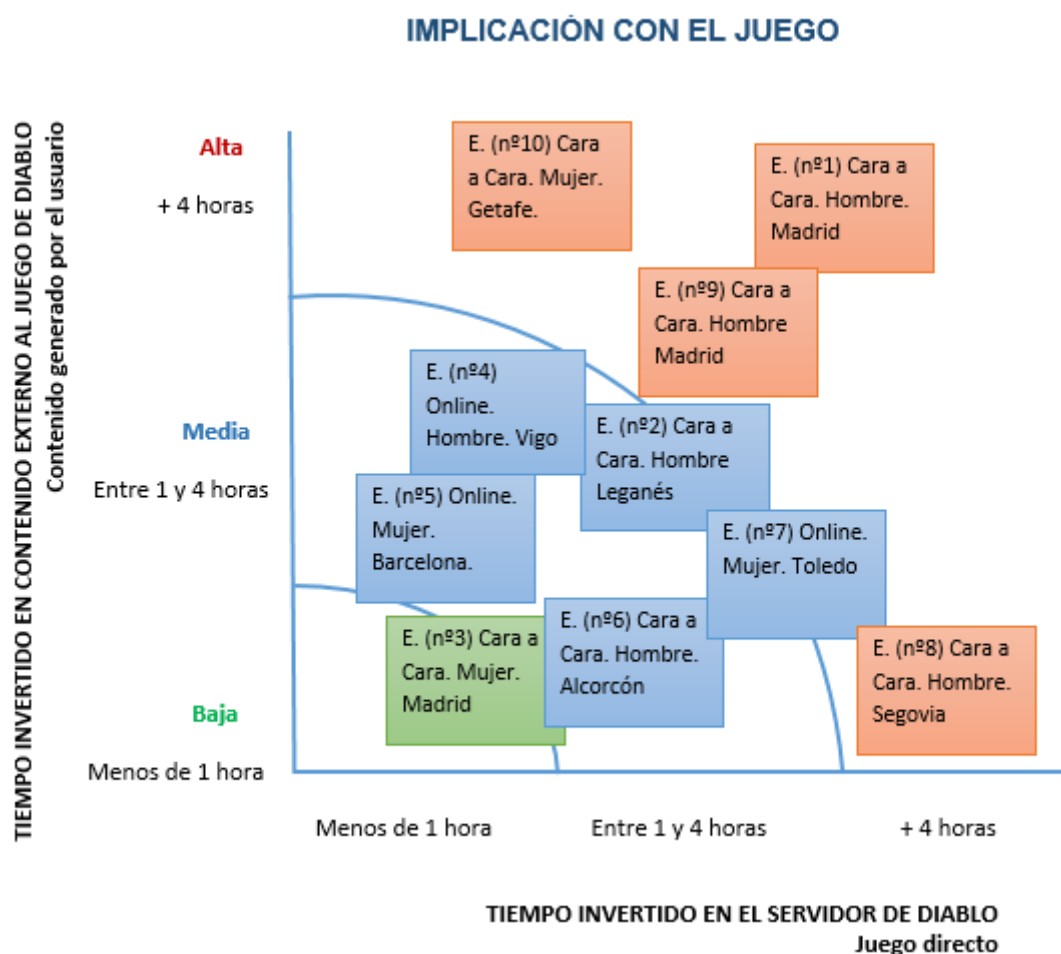 IMPLICACIÓN CON EL JUEGO
TIEMPO INVERTIDO EN CONTENIDO EXTERNO AL JUEGO DE DIABLO
Contenido generado por el usuario
Alta
+ 4 horas
Media
Entre 1 y 4 horas
Baja
Menos de 1 hora
E. (nº10) Cara
a Cara. Mujer.
Getafe.
E. (nº1) Cara a
Cara. Hombre.
Madrid
E. (nº9) Cara a
Cara. Hombre
Madrid
E. (nº4)
Online.
Hombre. Vigo
E. (nº2) Cara a
Cara. Hombre
Leganés
E. (nº5) Online.
Mujer.
Barcelona.
E. (nº7) Online.
Mujer. Toledo
E. (nº3) Cara a
Cara. Mujer.
Madrid
E. (nº6) Cara a
Cara. Hombre.
Alcorcón
E. (nº8) Cara a
Cara. Hombre.
Segovia
Menos de 1 hora
Entre 1 y 4 horas
+ 4 horas
TIEMPO INVERTIDO EN EL SERVIDOR DE DIABLO
Juego directo